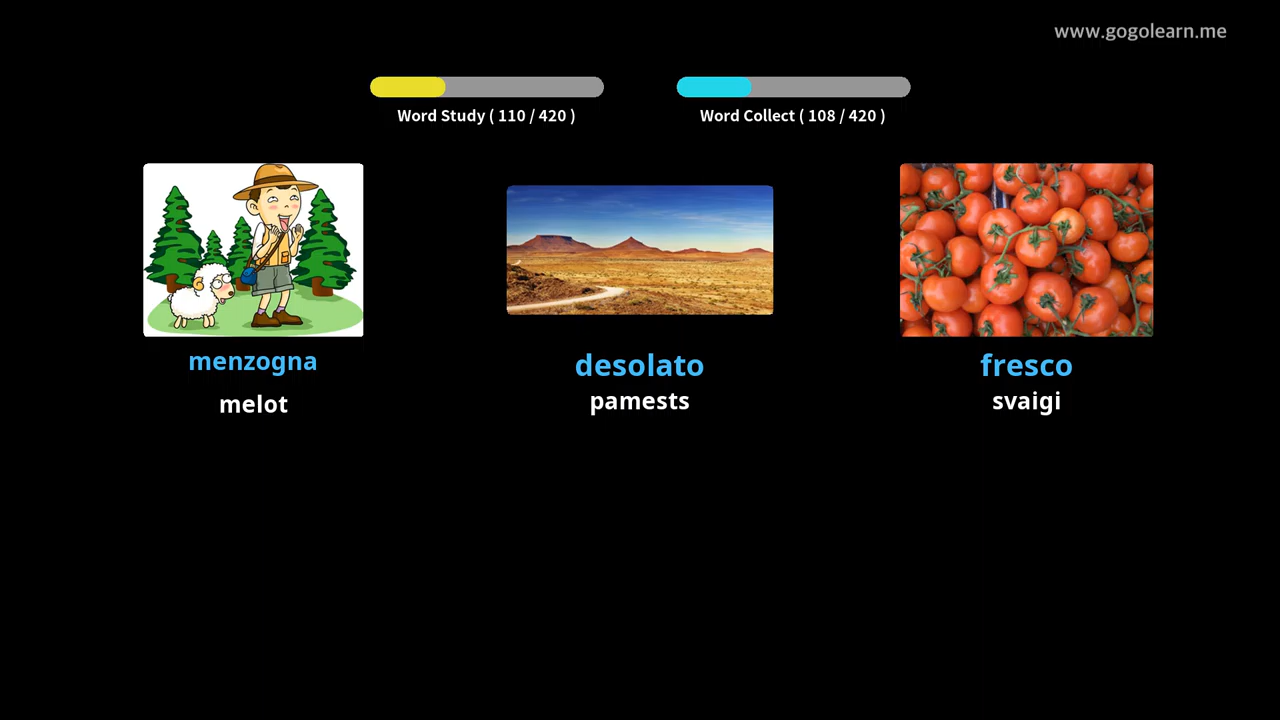 www.gogolearn.me
Word Study ( 110 / 420 )
Word Collect ( 108 / 420 )
menzogna
melot
desolato
pamests
fresco
svaigi